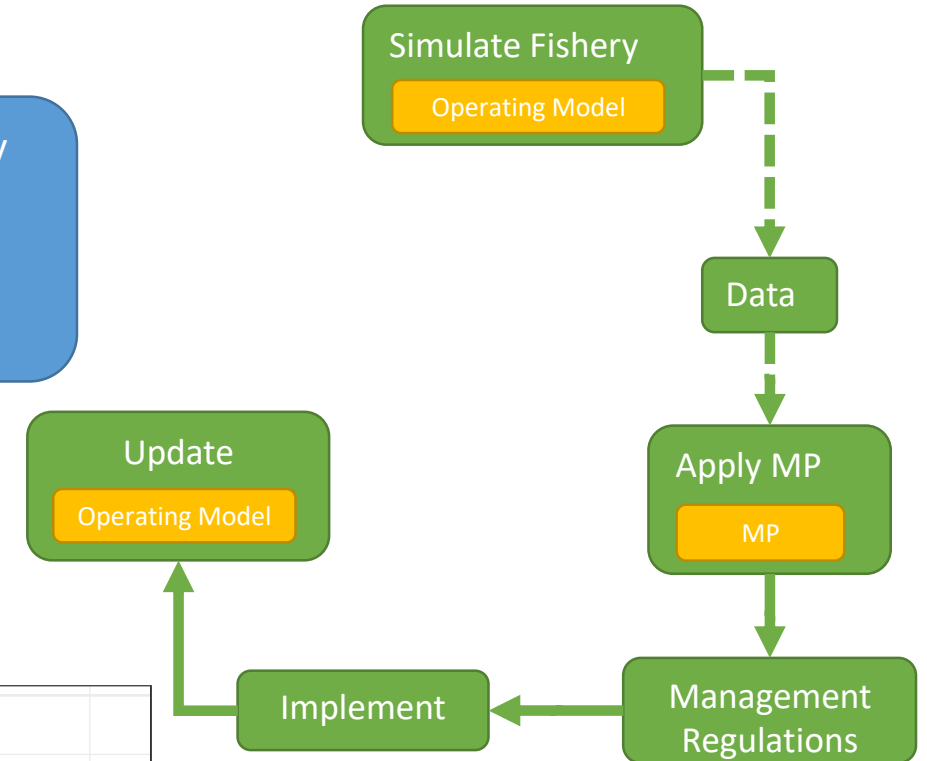 Simulate Fishery
Operating Model
Data
Apply MP
MP
Management
Regulations
Implement
Update
Operating Model